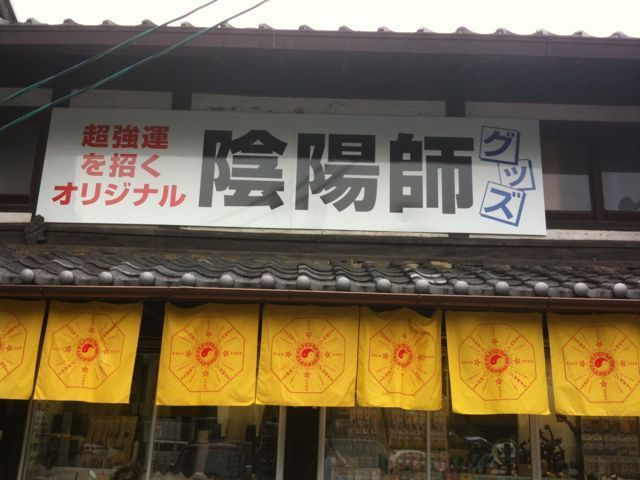 超強運
を招く
オリジナル
陰陽師
グッズ